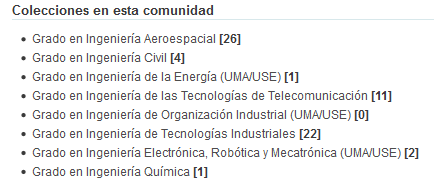 Colecciones en esta comunidad
Grado en Ingeniería Aeroespacial [26]
Grado en Ingeniería Civil [4]
Grado en Ingeniería de la Energía (UMA/USE) [1]
Grado en Ingeniería de las Tecnologías de Telecomunicación [11]
Grado en Ingeniería de Organización Industrial (UMA/USE) [0]
Grado en Ingeniería de Tecnologías Industriales [22]
Grado en Ingeniería Electrónica, Robótica y Mecatrónica (UMA/USE) [2]
Grado en Ingeniería Química [1]